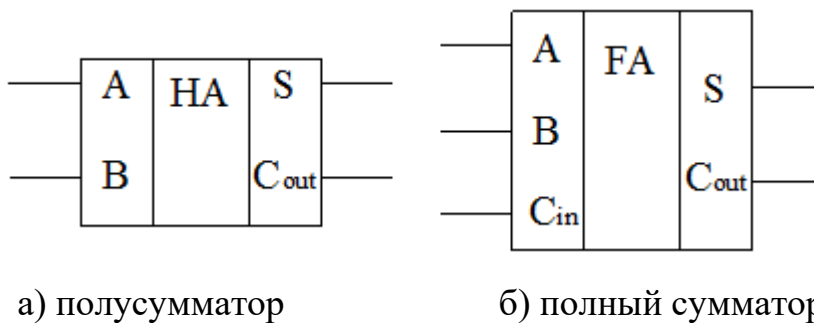 A HA S
B Cout
A FA
S
B
Cout
Cin
а) полусумматор
б) полный сумматор